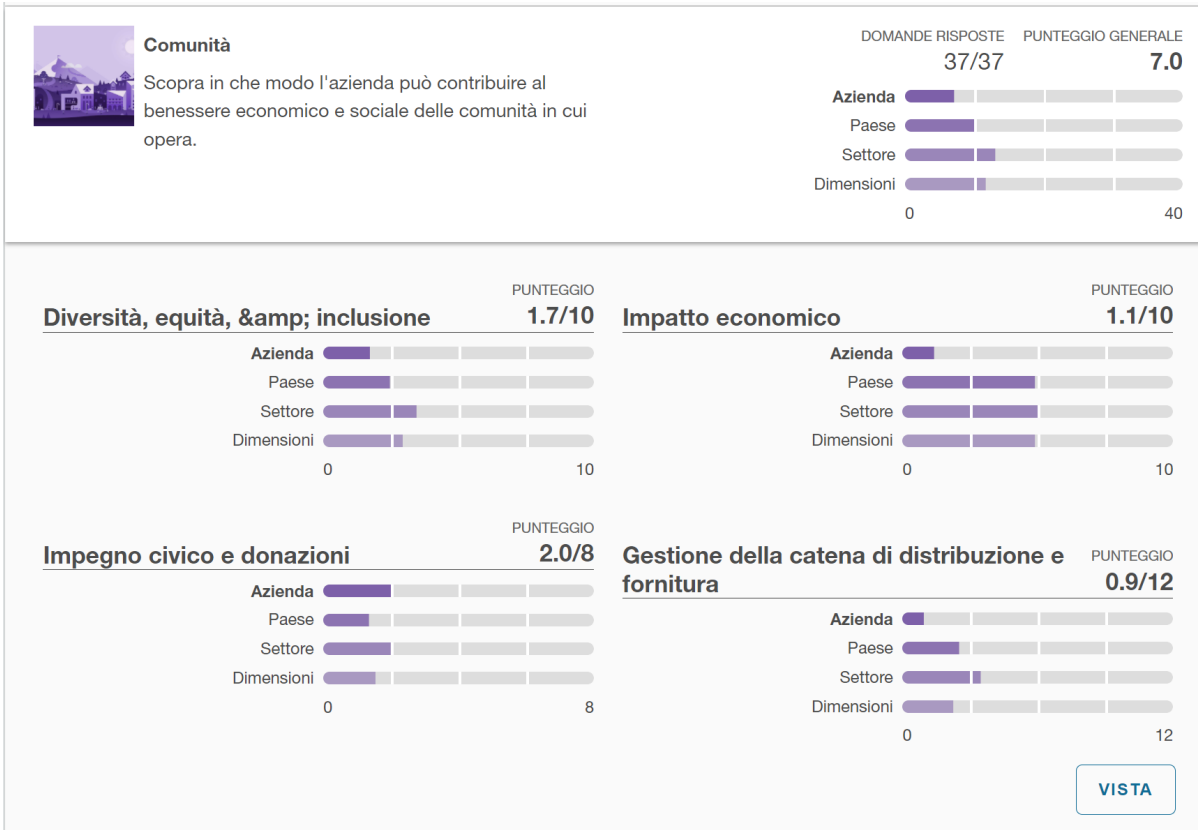 Comunità
Scopra in che modo l'azienda può contribuire al
benessere economico e sociale delle comunità in cui
opera.
DOMANDE RISPOSTE PUNTEGGIO GENERALE
37/37 7.0
Azienda
Paese
Settore
Dimensioni
0 40
PUNTEGGIO
Diversità, equità, &amp; inclusione 1.7/10
Azienda
Paese
Settore
Dimensioni
0 10
PUNTEGGIO
Impatto economico 1.1/10
Azienda
Paese
Settore
Dimensioni
0 10
PUNTEGGIO
Impegno civico e donazioni 2.0/8
Azienda
Paese
Settore
Dimensioni
0 8
Gestione della catena di distribuzione e PUNTEGGIO
fornitura 0.9/12
Azienda
Paese
Settore
Dimensioni
0 12
VISTA